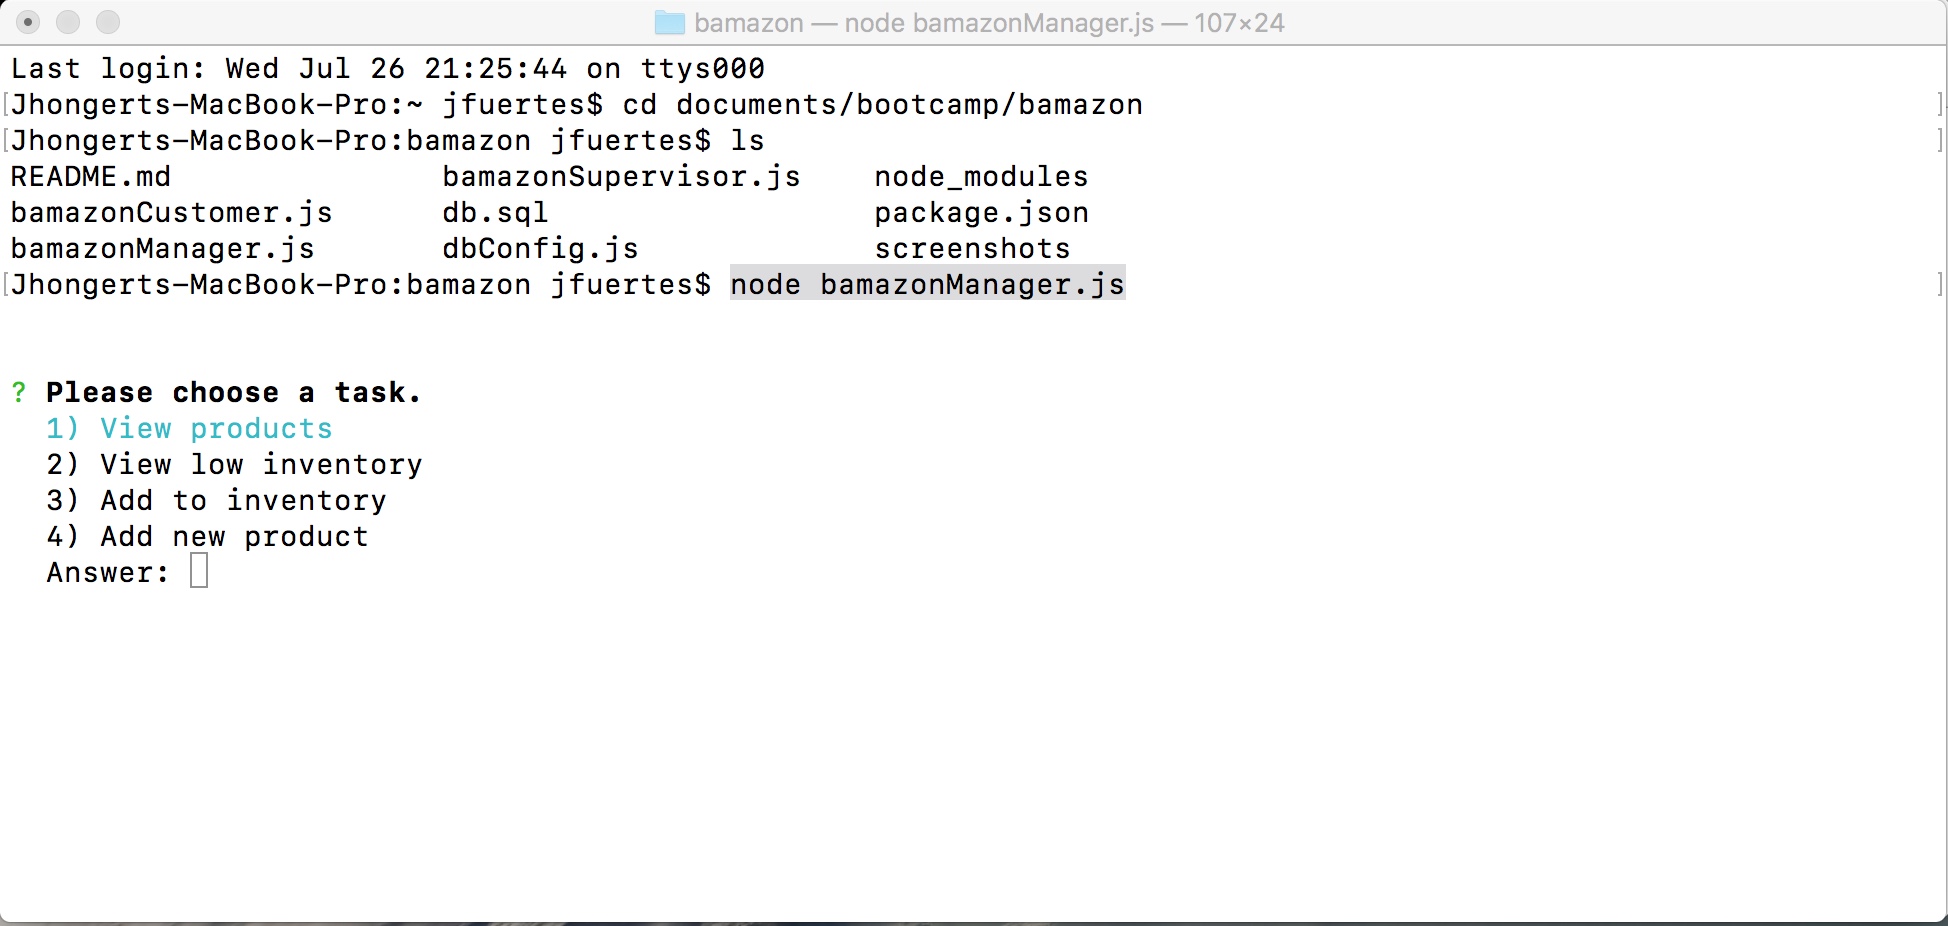 bamazon — node bamazonManager.js — 107×24
Last login: Wed Jul 26 21:25:44 on ttys000
[Jhongerts-MacBook-Pro:~ jfuertes$ cd documents/bootcamp/bamazon ]
[Jhongerts-MacBook-Pro:bamazon jfuertes$ ls ]
README.md bamazonSupervisor.js node_modules
bamazonCustomer.js db.sql package.json
bamazonManager.js dbConfig.js screenshots
[Jhongerts-MacBook-Pro:bamazon jfuertes$ node bamazonManager.js ]
? Please choose a task.
1) View products
2) View low inventory
3) Add to inventory
4) Add new product
Answer: